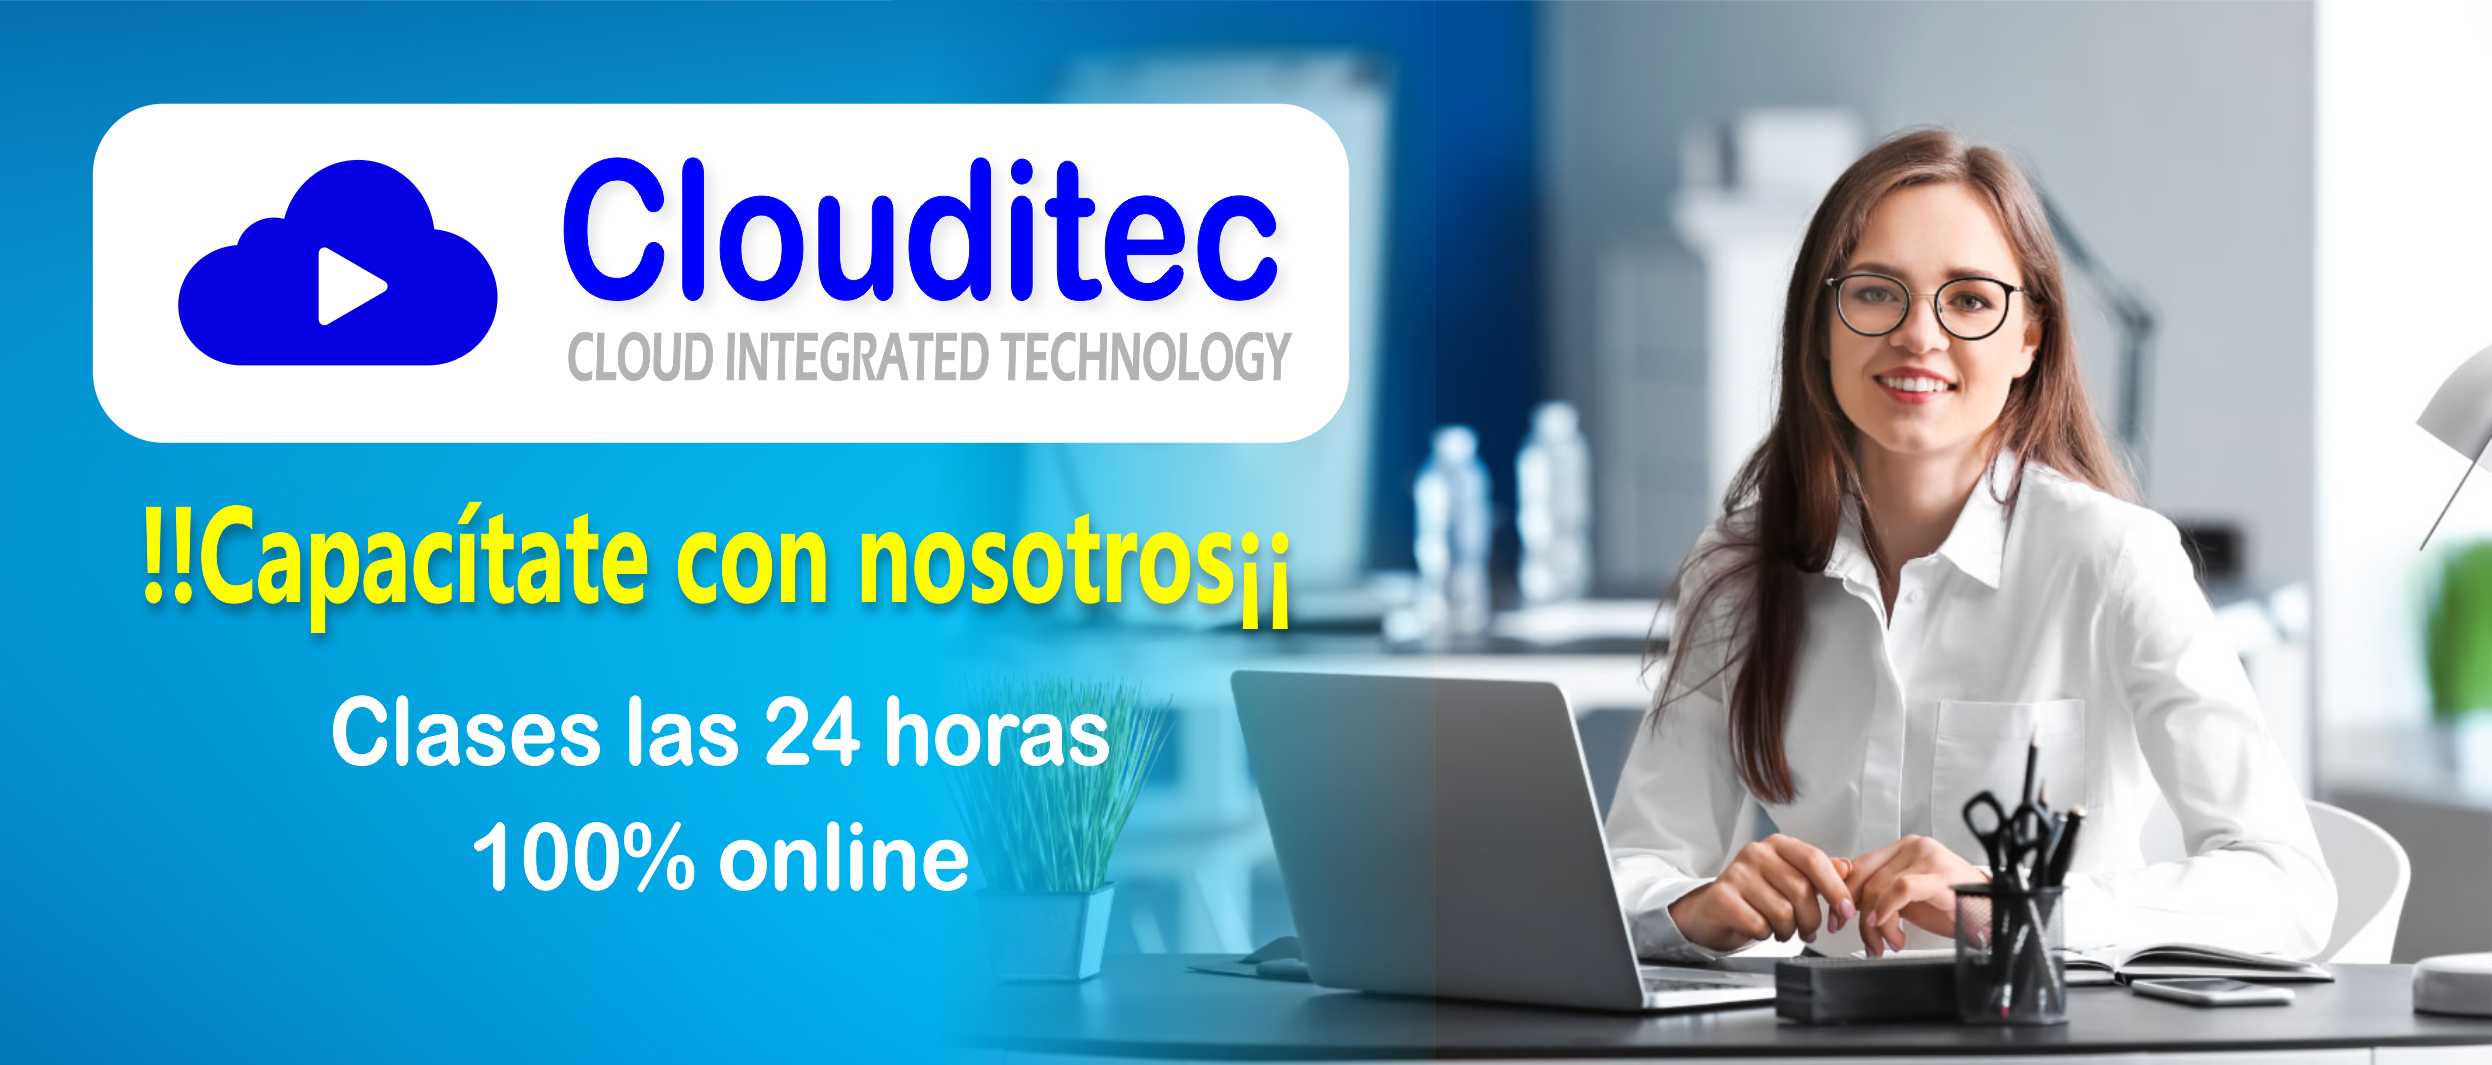 Clouditec
CLOUD INTEGRATED TECHNOLOGY
!!Capacítate con nosotros¡¡
Clases las 24 horas
100% online